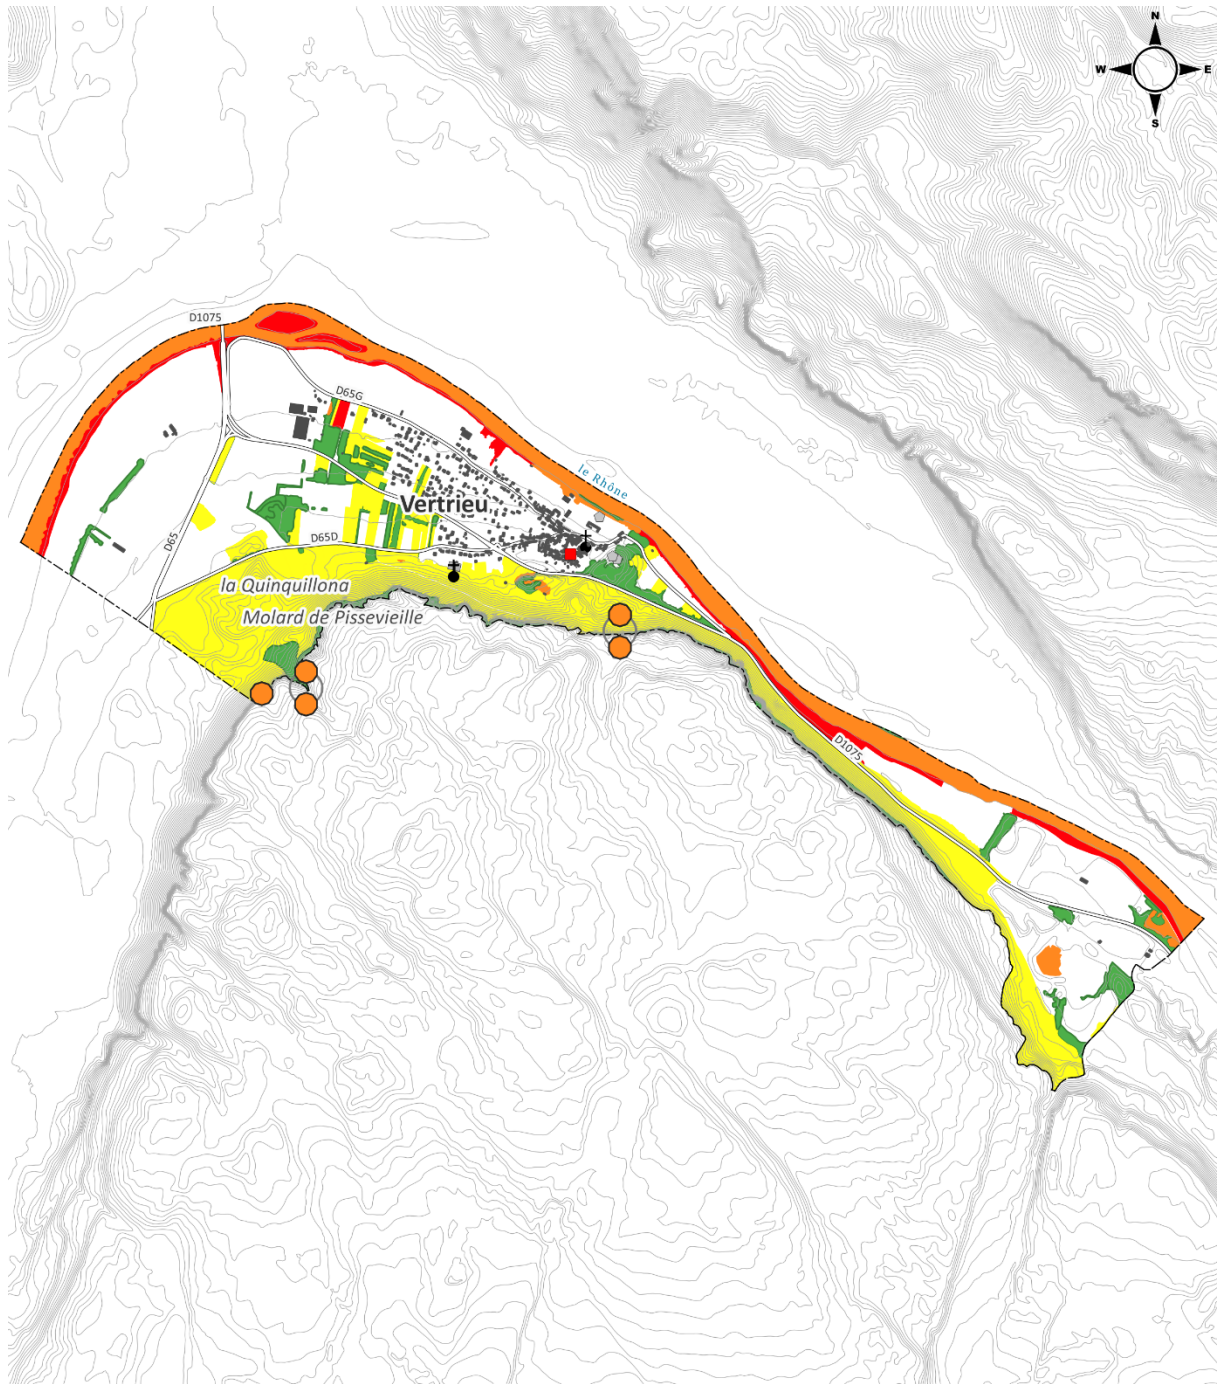 N
W E
S
D1075
D65G
le Rhône
Vertrieu
D65
D65D
la Quinquillona
Molard de Pissevieille
D1075